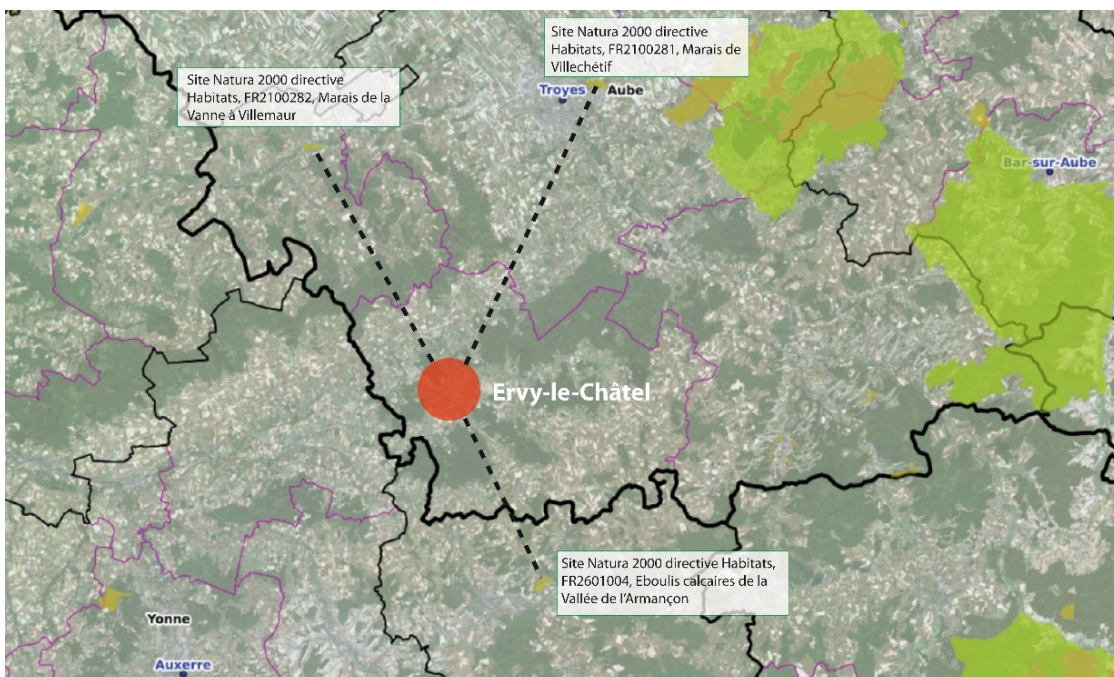 Site Natura 2000 directive
Habitats, FR2100281, Marais de
Villechétif
Site Natura 2000 directive
Habitats, FR2100282, Marais de la
Vanne à Villemaur
Troyes Aube
Bar-sur-Aube
Ervy-le-Châtel
Site Natura 2000 directive Habitats,
FR2601004, Eboulis calcaires de la
Vallée de l'Armançon
Yonne
Auxerre